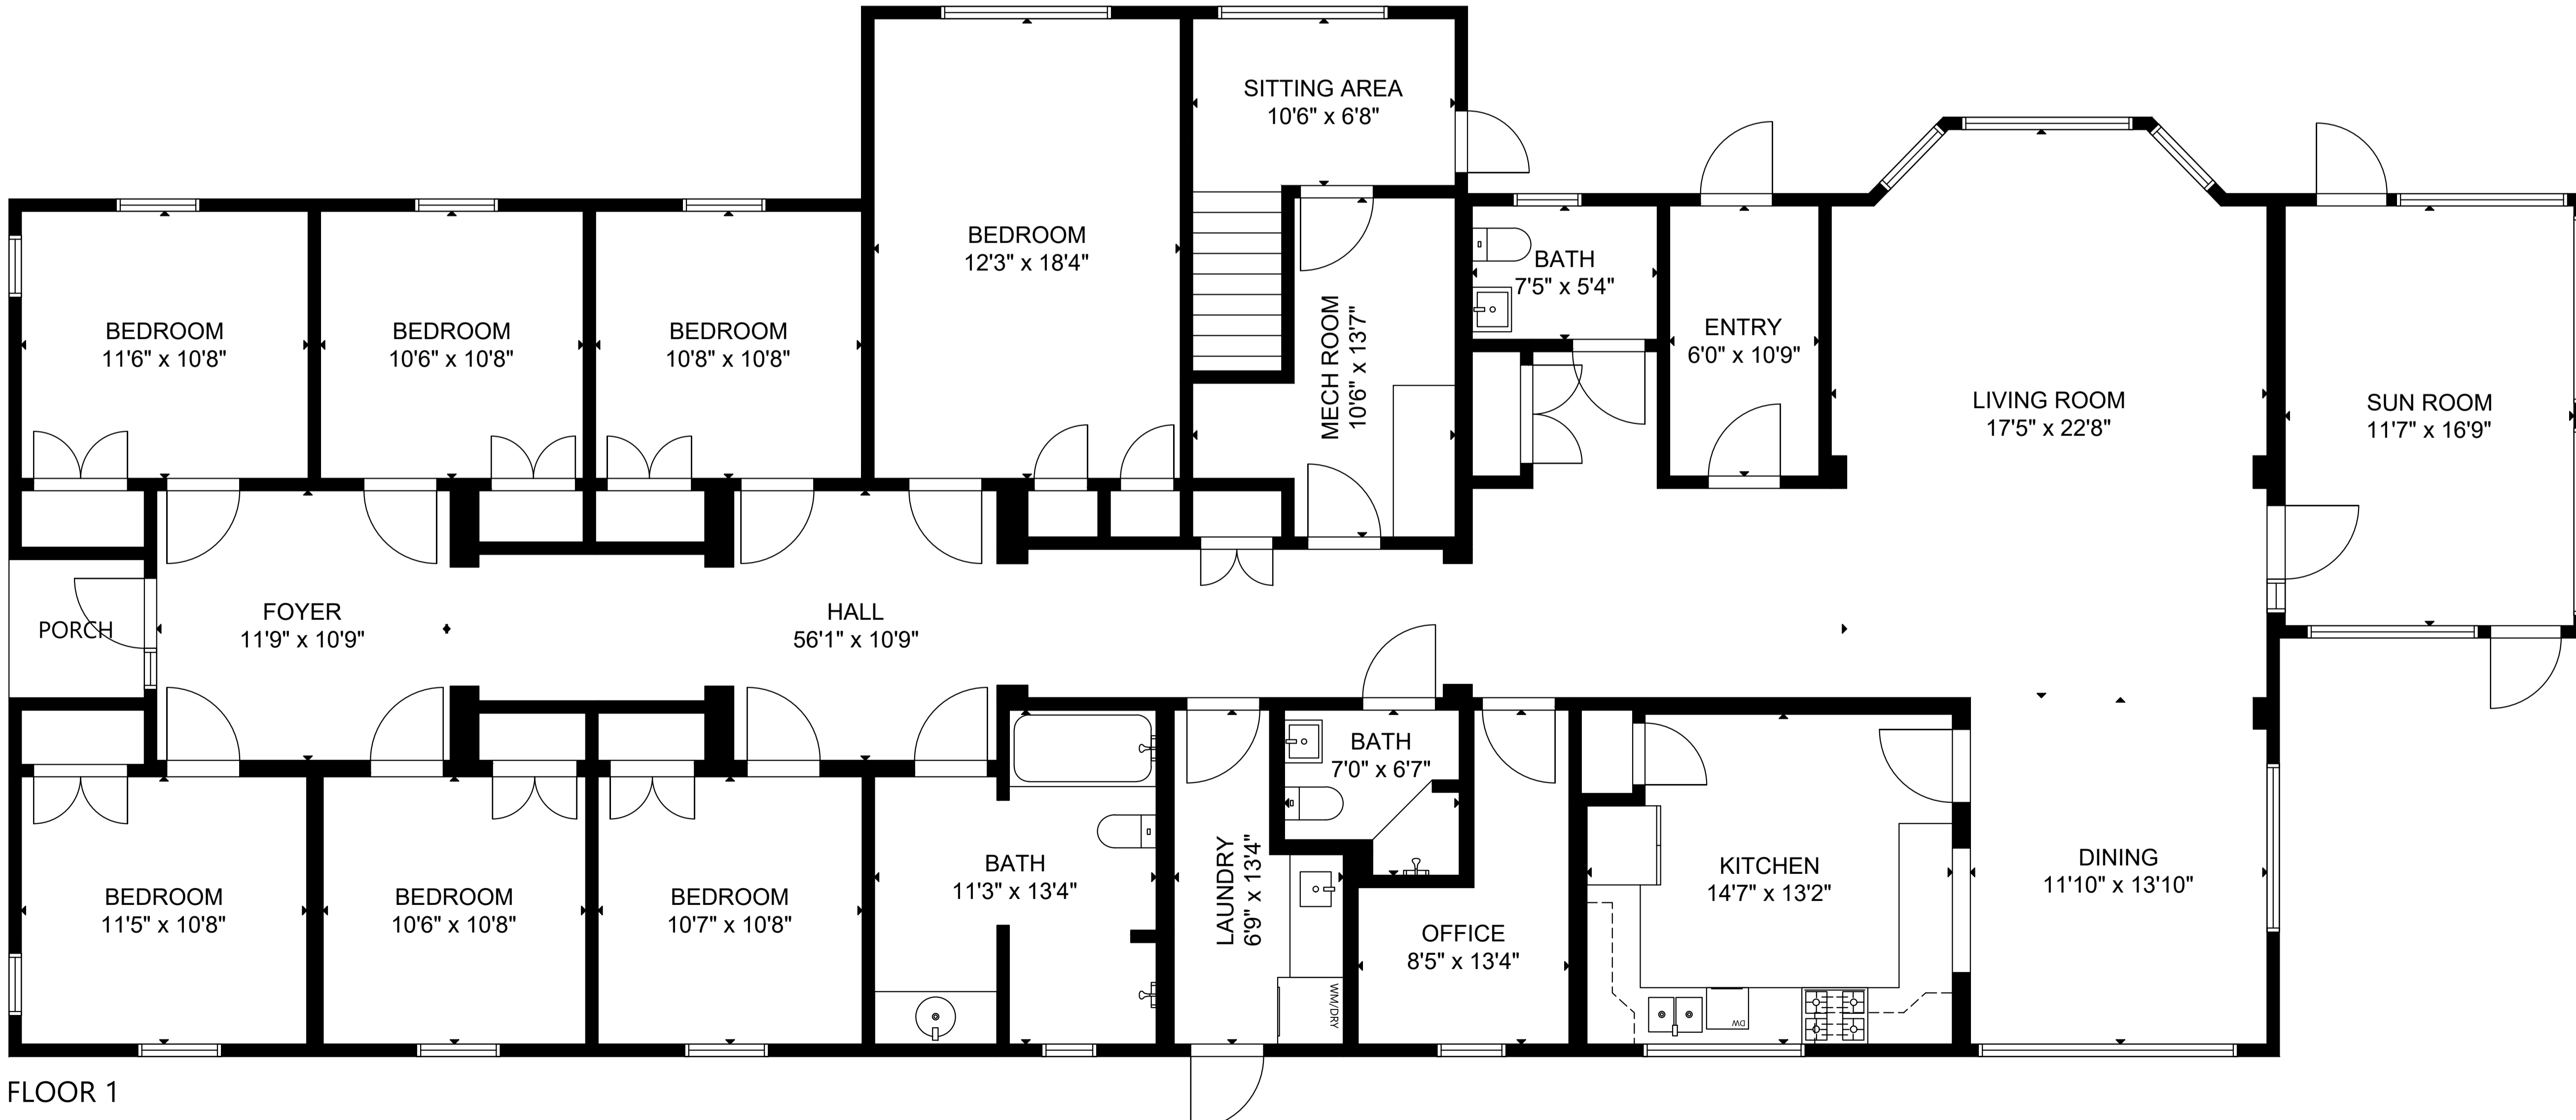 SITTING AREA
10'6" x 6'8"
BEDROOM
12'3" x 18'4"
BATH
7'5" x 5'4"
BEDROOM
11'6" x 10'8"
BEDROOM
10'6" x 10'8"
BEDROOM
10'8" x 10'8"
MECH ROOM
10'6" x 13'7"
ENTRY
6'0" x 10'9"
LIVING ROOM
17'5" x 22'8"
SUN ROOM
11'7" x 16'9"
PORCH
FOYER
11'9" x 10'9"
HALL
56'1" x 10'9"
BATH
7'0" x 6'7"
BEDROOM
11'5" x 10'8"
BEDROOM
10'6" x 10'8"
BEDROOM
10'7" x 10'8"
BATH
11'3" x 13'4"
LAUNDRY
6'9" x 13'4"
WM/DRY
OFFICE
8'5" x 13'4"
KITCHEN
14'7" x 13'2"
DW
DINING
11'10" x 13'10"
FLOOR 1